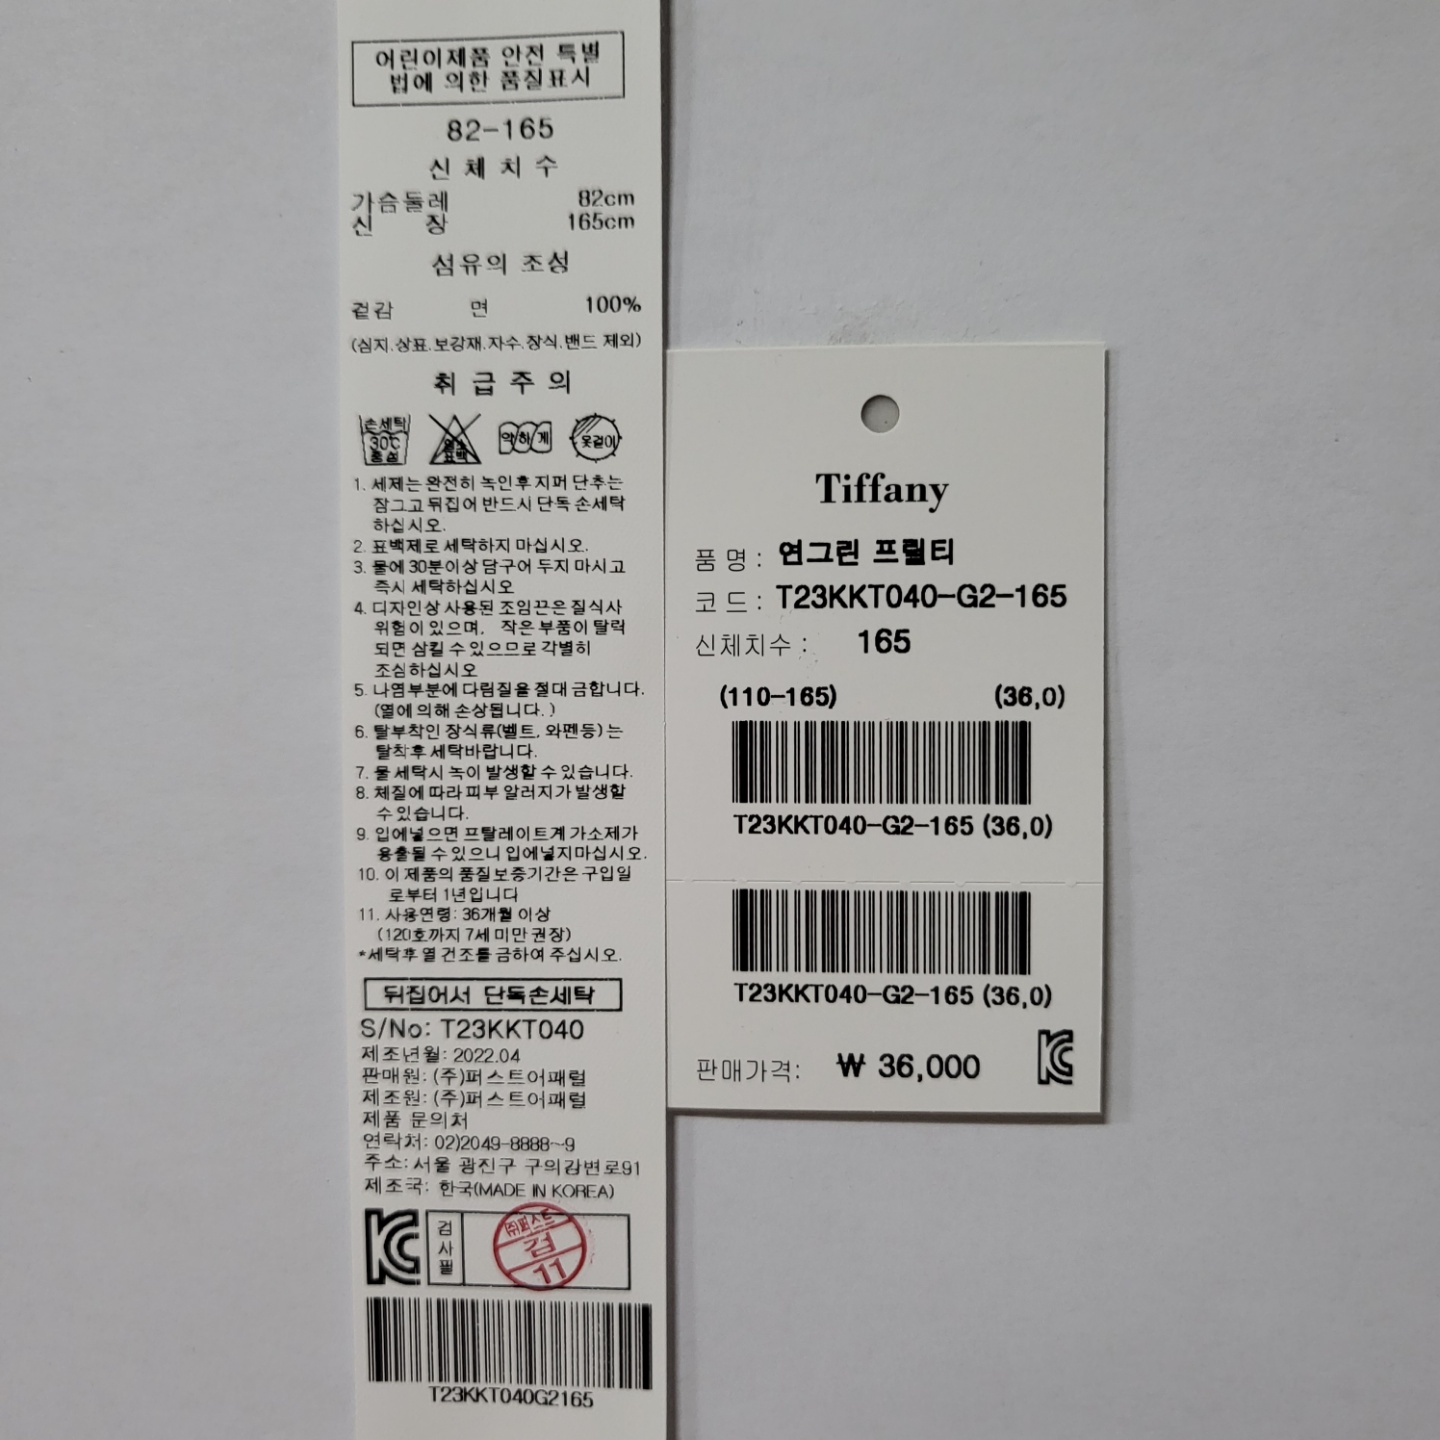 어린이제품 안전 특별
법에 의한 품질표시
82-165
신 체 치 수
가슴둘레 82cm
신 장 165cm
섬유의 조성
겉감 면 100%
(심지.상표.보강재.자수.장식.밴드 제외)
취 급 주 의
손세탁 30℃ 중성
염소 표백
약하게
옷걸이
1. 세제는 완전히 녹인후 지퍼 단추는
잠그고 뒤집어 반드시 단독 손세탁
하십시오.
2. 표백제로 세탁하지 마십시오.
3. 물에 30분이상 담구어 두지 마시고
즉시 세탁하십시오
4. 디자인상 사용된 조임끈은 질식사
위험이 있으며, 작은 부품이 탈락
되면 삼킬 수 있으므로 각별히
조심하십시오
5. 나염부분에 다림질을 절대 금합니다.
(열에 의해 손상됩니다. )
6. 탈부착인 장식류(벨트, 와펜등)는
탈착후 세탁바랍니다.
7. 물 세탁시 녹이 발생할 수 있습니다.
8. 체질에 따라 피부 알러지가 발생할
수 있습니다.
9. 입에넣으면 프탈레이트계 가소제가
용출될 수 있으니 입에넣지마십시오.
10. 이 제품의 품질보증기간은 구입일
로부터 1년입니다
11. 사용연령: 36개월 이상
(120호까지 7세 미만 권장)
*세탁후 열 건조를 금하여 주십시오.
뒤집어서 단독손세탁
S/No: T23KKT040
제조년월: 2022.04
판매원: (주)퍼스트어패럴
제조원: (주)퍼스트어패럴
제품 문의처
연락처: 02)2049-8888~9
주소: 서울 광진구 구의강변로91
제조국: 한국(MADE IN KOREA)
KC 검사필
(주)퍼스트
검
11
T23KKT040G2165
Tiffany
품 명 : 연그린 프릴티
코 드 : T23KKT040-G2-165
신체치수 : 165
(110-165) (36,0)
T23KKT040-G2-165 (36,0)
T23KKT040-G2-165 (36,0)
판매가격: ₩ 36,000 KC